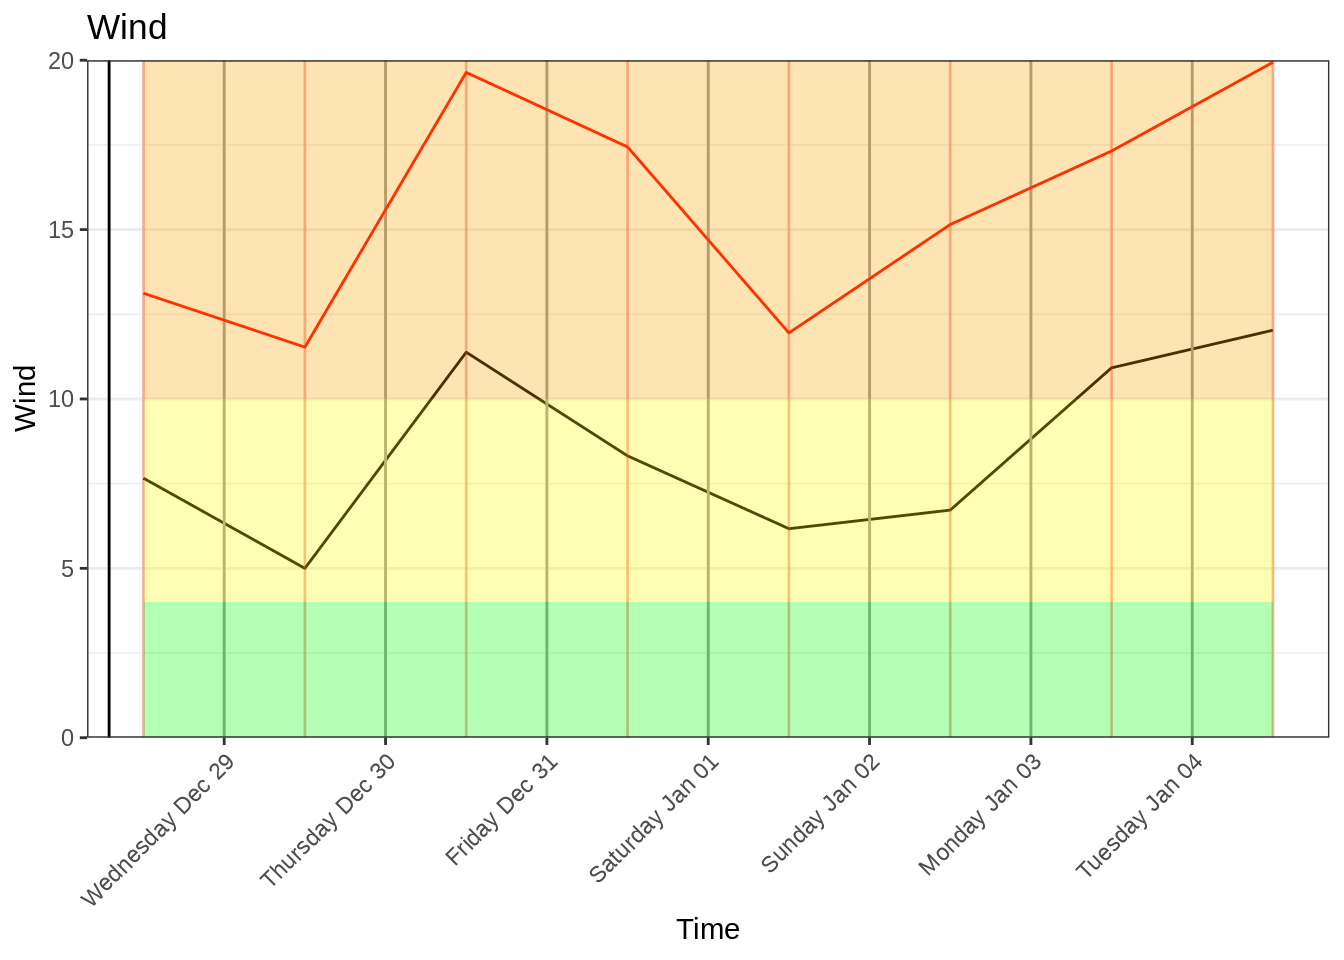 Wind
20
15
10
5
0
Wind
Wednesday Dec 29
Thursday Dec 30
Friday Dec 31
Saturday Jan 01
Sunday Jan 02
Monday Jan 03
Tuesday Jan 04
Time